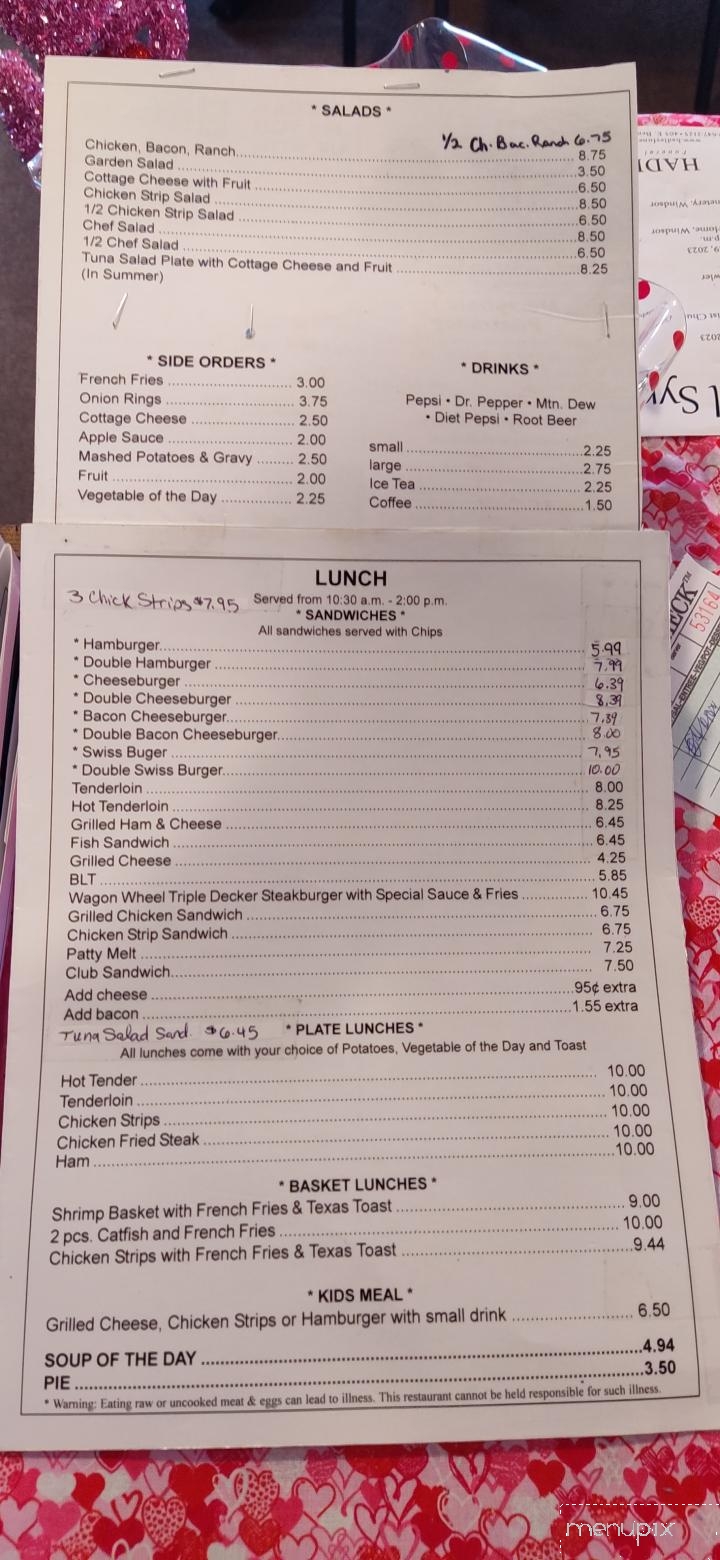 * SALADS *
1/2 Ch. Bac. Ranch 6.75
Chicken, Bacon, Ranch 8.75
Garden Salad 3.50
Cottage Cheese with Fruit 6.50
Chicken Strip Salad 8.50
1/2 Chicken Strip Salad 6.50
Chef Salad 8.50
1/2 Chef Salad 6.50
Tuna Salad Plate with Cottage Cheese and Fruit 8.25
(In Summer)
* SIDE ORDERS *
French Fries 3.00
Onion Rings 3.75
Cottage Cheese 2.50
Apple Sauce 2.00
Mashed Potatoes & Gravy 2.50
Fruit 2.00
Vegetable of the Day 2.25
* DRINKS *
Pepsi • Dr. Pepper • Mtn. Dew
• Diet Pepsi • Root Beer
small 2.25
large 2.75
Ice Tea 2.25
Coffee 1.50
LUNCH
3 Chick Strips $7.95
Served from 10:30 a.m. - 2:00 p.m.
* SANDWICHES *
All sandwiches served with Chips
* Hamburger 5.99
* Double Hamburger 7.99
* Cheeseburger 6.39
* Double Cheeseburger 8.39
* Bacon Cheeseburger 7.39
* Double Bacon Cheeseburger 8.00
* Swiss Buger 7.95
* Double Swiss Burger 10.00
Tenderloin 8.00
Hot Tenderloin 8.25
Grilled Ham & Cheese 6.45
Fish Sandwich 6.45
Grilled Cheese 4.25
BLT 5.85
Wagon Wheel Triple Decker Steakburger with Special Sauce & Fries 10.45
Grilled Chicken Sandwich 6.75
Chicken Strip Sandwich 6.75
Patty Melt 7.25
Club Sandwich 7.50
Add cheese .95¢ extra
Add bacon 1.55 extra
Tuna Salad Sand. $6.45
* PLATE LUNCHES *
All lunches come with your choice of Potatoes, Vegetable of the Day and Toast
Hot Tender 10.00
Tenderloin 10.00
Chicken Strips 10.00
Chicken Fried Steak 10.00
Ham 10.00
* BASKET LUNCHES *
Shrimp Basket with French Fries & Texas Toast 9.00
2 pcs. Catfish and French Fries 10.00
Chicken Strips with French Fries & Texas Toast 9.44
* KIDS MEAL *
Grilled Cheese, Chicken Strips or Hamburger with small drink 6.50
SOUP OF THE DAY 4.94
PIE 3.50
* Warning: Eating raw or uncooked meat & eggs can lead to illness. This restaurant cannot be held responsible for such illness.
53164
menupix